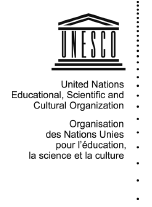 UNESCO
United Nations
Educational, Scientific and
Cultural Organization
Organisation
des Nations Unies
pour l'éducation,
la science et la culture